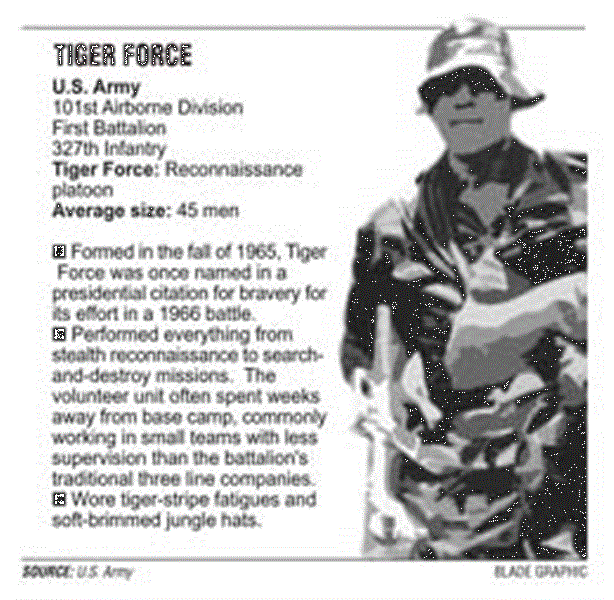 TIGER FORCE
U.S. Army
101st Airborne Division
First Battalion
327th Infantry
Tiger Force: Reconnaissance
platoon
Average size: 45 men
Formed in the fall of 1965, Tiger
Force was once named in a
presidential citation for bravery for
its effort in a 1966 battle.
Performed everything from
stealth reconnaissance to search-
and-destroy missions. The
volunteer unit often spent weeks
away from base camp, commonly
working in small teams with less
supervision than the battalion's
traditional three line companies.
Wore tiger-stripe fatigues and
soft-brimmed jungle hats.
SOURCE: U.S. Army
BLADE GRAPHIC